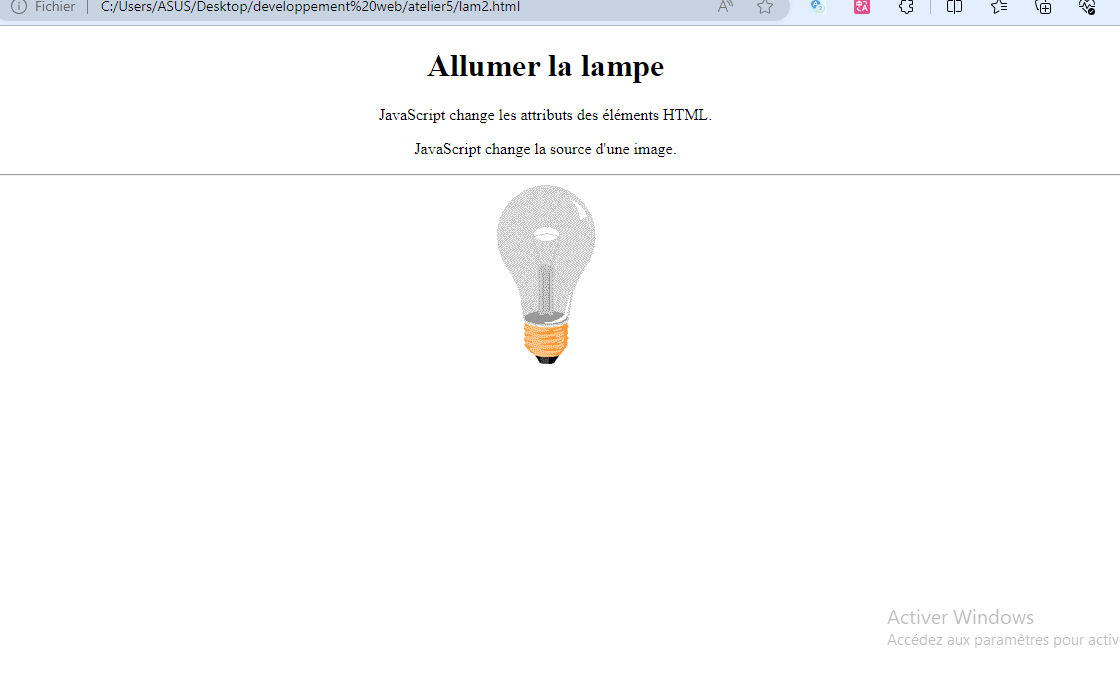 Fichier C:/Users/ASUS/Desktop/developpement%20web/atelier5/lam2.html
Allumer la lampe
JavaScript change les attributs des éléments HTML.
JavaScript change la source d'une image.
Activer Windows
Accédez aux paramètres pour activ